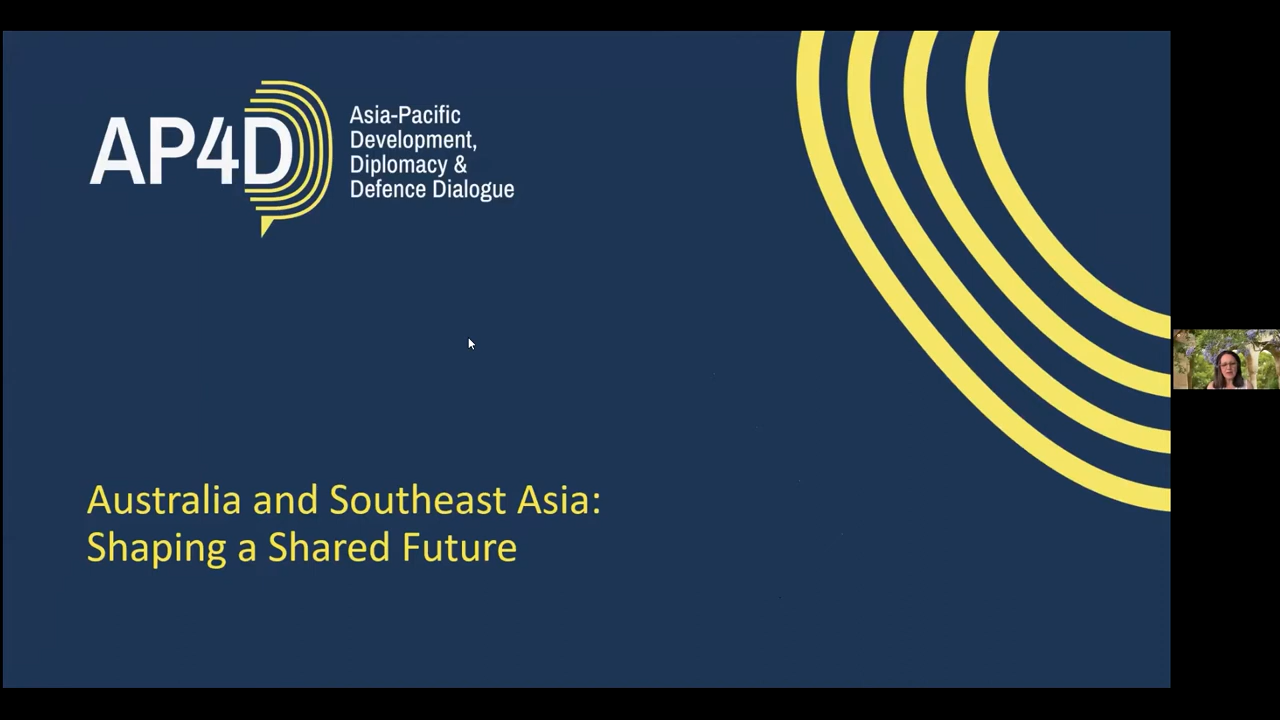 AP4D
Asia-Pacific
Development,
Diplomacy &
Defence Dialogue
Australia and Southeast Asia:
Shaping a Shared Future